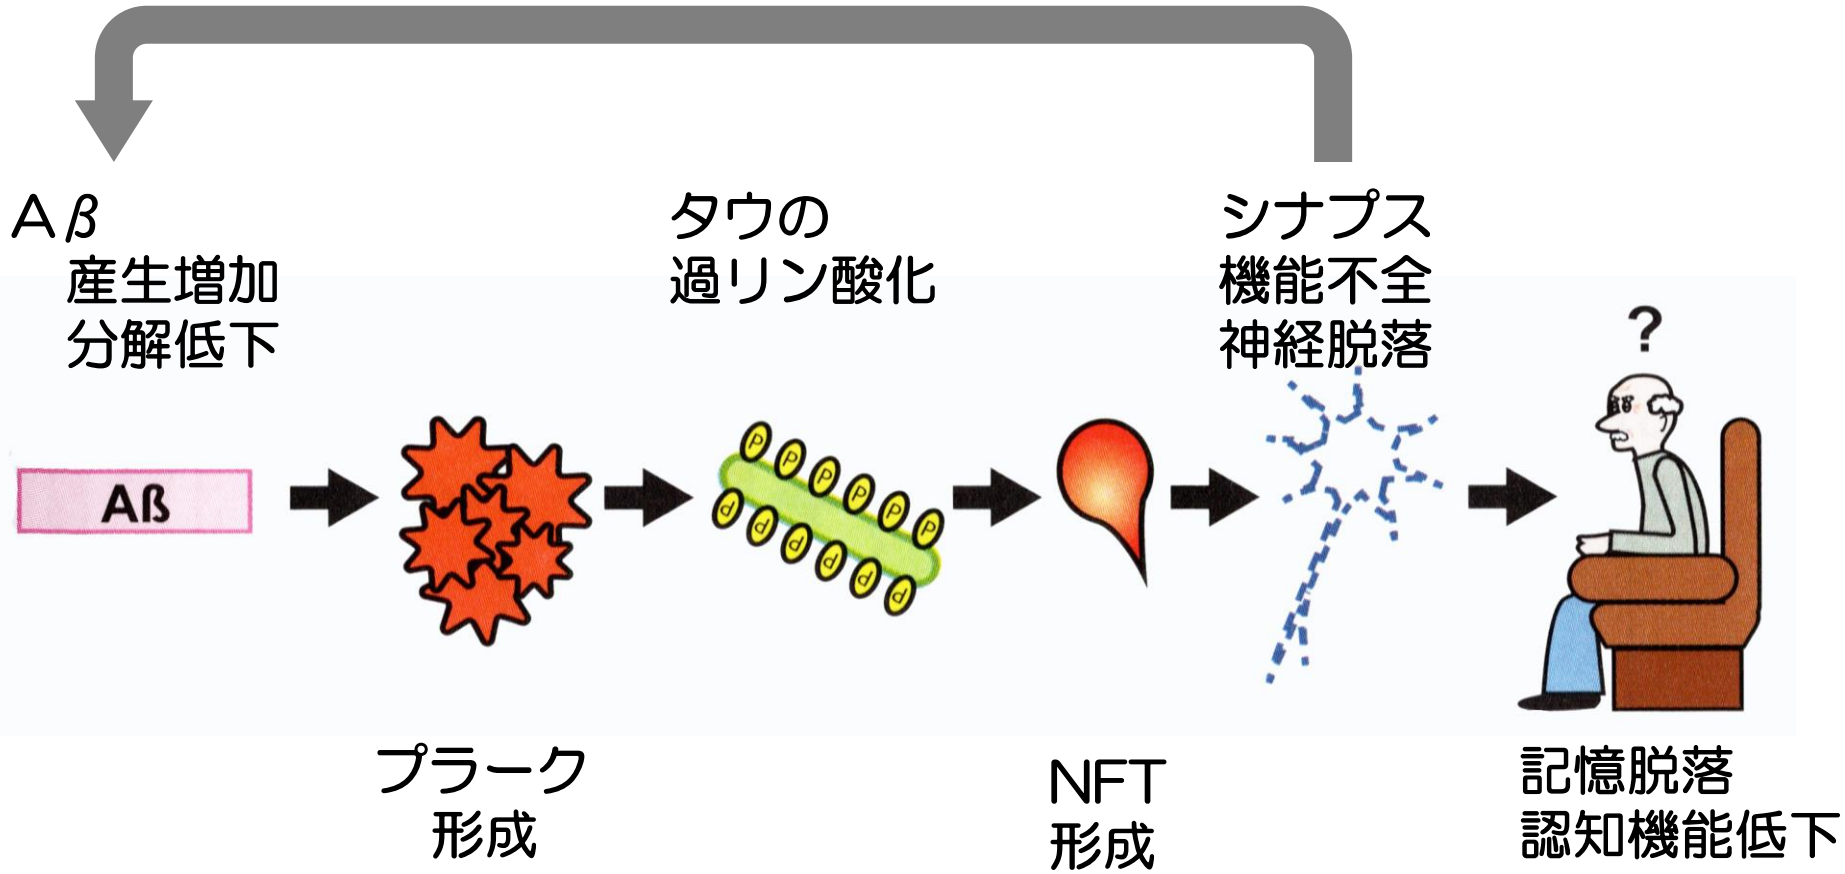 Aβ
産生増加
分解低下
タウの
過リン酸化
シナプス
機能不全
神経脱落
?
Aß
P P P P P P
P P P P P P
プラーク
形成
NFT
形成
記憶脱落
認知機能低下